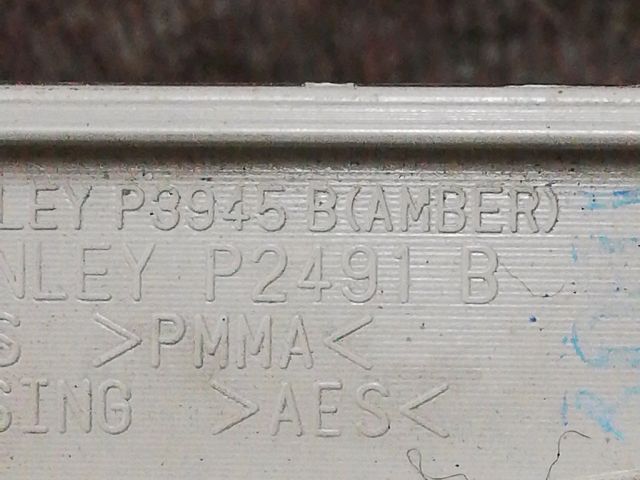 LEY P3945 B(AMBER)
NLEY P2491 B
S >PMMA<
SING >AES<